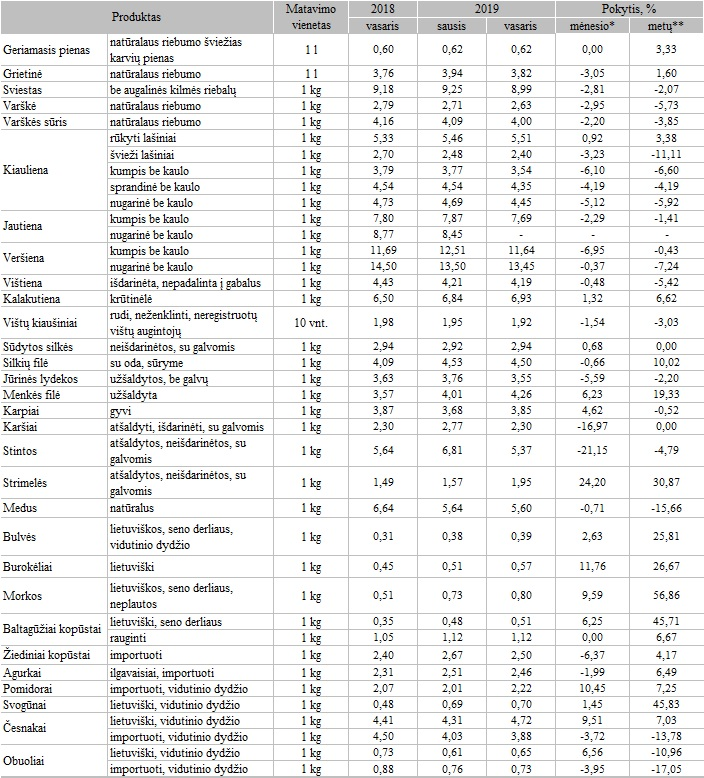 Produktas Matavimo vienetas 2018 2019 Pokytis, %
vasaris sausis vasaris mėnesio* metų**
Geriamasis pienas natūralaus riebumo šviežias karvių pienas 1 l 0,60 0,62 0,62 0,00 3,33
Grietinė natūralaus riebumo 1 l 3,76 3,94 3,82 -3,05 1,60
Sviestas be augalinės kilmės riebalų 1 kg 9,18 9,25 8,99 -2,81 -2,07
Varškė natūralaus riebumo 1 kg 2,79 2,71 2,63 -2,95 -5,73
Varškės sūris natūralaus riebumo 1 kg 4,16 4,09 4,00 -2,20 -3,85
Kiauliena rūkyti lašiniai 1 kg 5,33 5,46 5,51 0,92 3,38
švieži lašiniai 1 kg 2,70 2,48 2,40 -3,23 -11,11
kumpis be kaulo 1 kg 3,79 3,77 3,54 -6,10 -6,60
sprandinė be kaulo 1 kg 4,54 4,54 4,35 -4,19 -4,19
nugarinė be kaulo 1 kg 4,73 4,69 4,45 -5,12 -5,92
Jautiena kumpis be kaulo 1 kg 7,80 7,87 7,69 -2,29 -1,41
nugarinė be kaulo 1 kg 8,77 8,45 - - -
Veršiena kumpis be kaulo 1 kg 11,69 12,51 11,64 -6,95 -0,43
nugarinė be kaulo 1 kg 14,50 13,50 13,45 -0,37 -7,24
Vištiena išdarinėta, nepadalinta į gabalus 1 kg 4,43 4,21 4,19 -0,48 -5,42
Kalakutiena krūtinėlė 1 kg 6,50 6,84 6,93 1,32 6,62
Vištų kiaušiniai rudi, neženklinti, neregistruotų vištų augintojų 10 vnt. 1,98 1,95 1,92 -1,54 -3,03
Sūdytos silkės neišdarinėtos, su galvomis 1 kg 2,94 2,92 2,94 0,68 0,00
Silkių filė su oda, sūryme 1 kg 4,09 4,53 4,50 -0,66 10,02
Jūrinės lydekos užšaldytos, be galvų 1 kg 3,63 3,76 3,55 -5,59 -2,20
Menkės filė užšaldyta 1 kg 3,57 4,01 4,26 6,23 19,33
Karpiai gyvi 1 kg 3,87 3,68 3,85 4,62 -0,52
Karšiai atšaldyti, išdarinėti, su galvomis 1 kg 2,30 2,77 2,30 -16,97 0,00
Stintos atšaldytos, neišdarinėtos, su galvomis 1 kg 5,64 6,81 5,37 -21,15 -4,79
Strimelės atšaldytos, neišdarinėtos, su galvomis 1 kg 1,49 1,57 1,95 24,20 30,87
Medus natūralus 1 kg 6,64 5,64 5,60 -0,71 -15,66
Bulvės lietuviškos, seno derliaus, vidutinio dydžio 1 kg 0,31 0,38 0,39 2,63 25,81
Burokėliai lietuviški 1 kg 0,45 0,51 0,57 11,76 26,67
Morkos lietuviškos, seno derliaus, neplautos 1 kg 0,51 0,73 0,80 9,59 56,86
Baltagūžiai kopūstai lietuviški, seno derliaus 1 kg 0,35 0,48 0,51 6,25 45,71
rauginti 1 kg 1,05 1,12 1,12 0,00 6,67
Žiediniai kopūstai importuoti 1 kg 2,40 2,67 2,50 -6,37 4,17
Agurkai ilgavaisiai, importuoti 1 kg 2,31 2,51 2,46 -1,99 6,49
Pomidorai importuoti, vidutinio dydžio 1 kg 2,07 2,01 2,22 10,45 7,25
Svogūnai lietuviški, vidutinio dydžio 1 kg 0,48 0,69 0,70 1,45 45,83
Česnakai lietuviški, vidutinio dydžio 1 kg 4,41 4,31 4,72 9,51 7,03
importuoti, vidutinio dydžio 1 kg 4,50 4,03 3,88 -3,72 -13,78
Obuoliai lietuviški, vidutinio dydžio 1 kg 0,73 0,61 0,65 6,56 -10,96
importuoti, vidutinio dydžio 1 kg 0,88 0,76 0,73 -3,95 -17,05